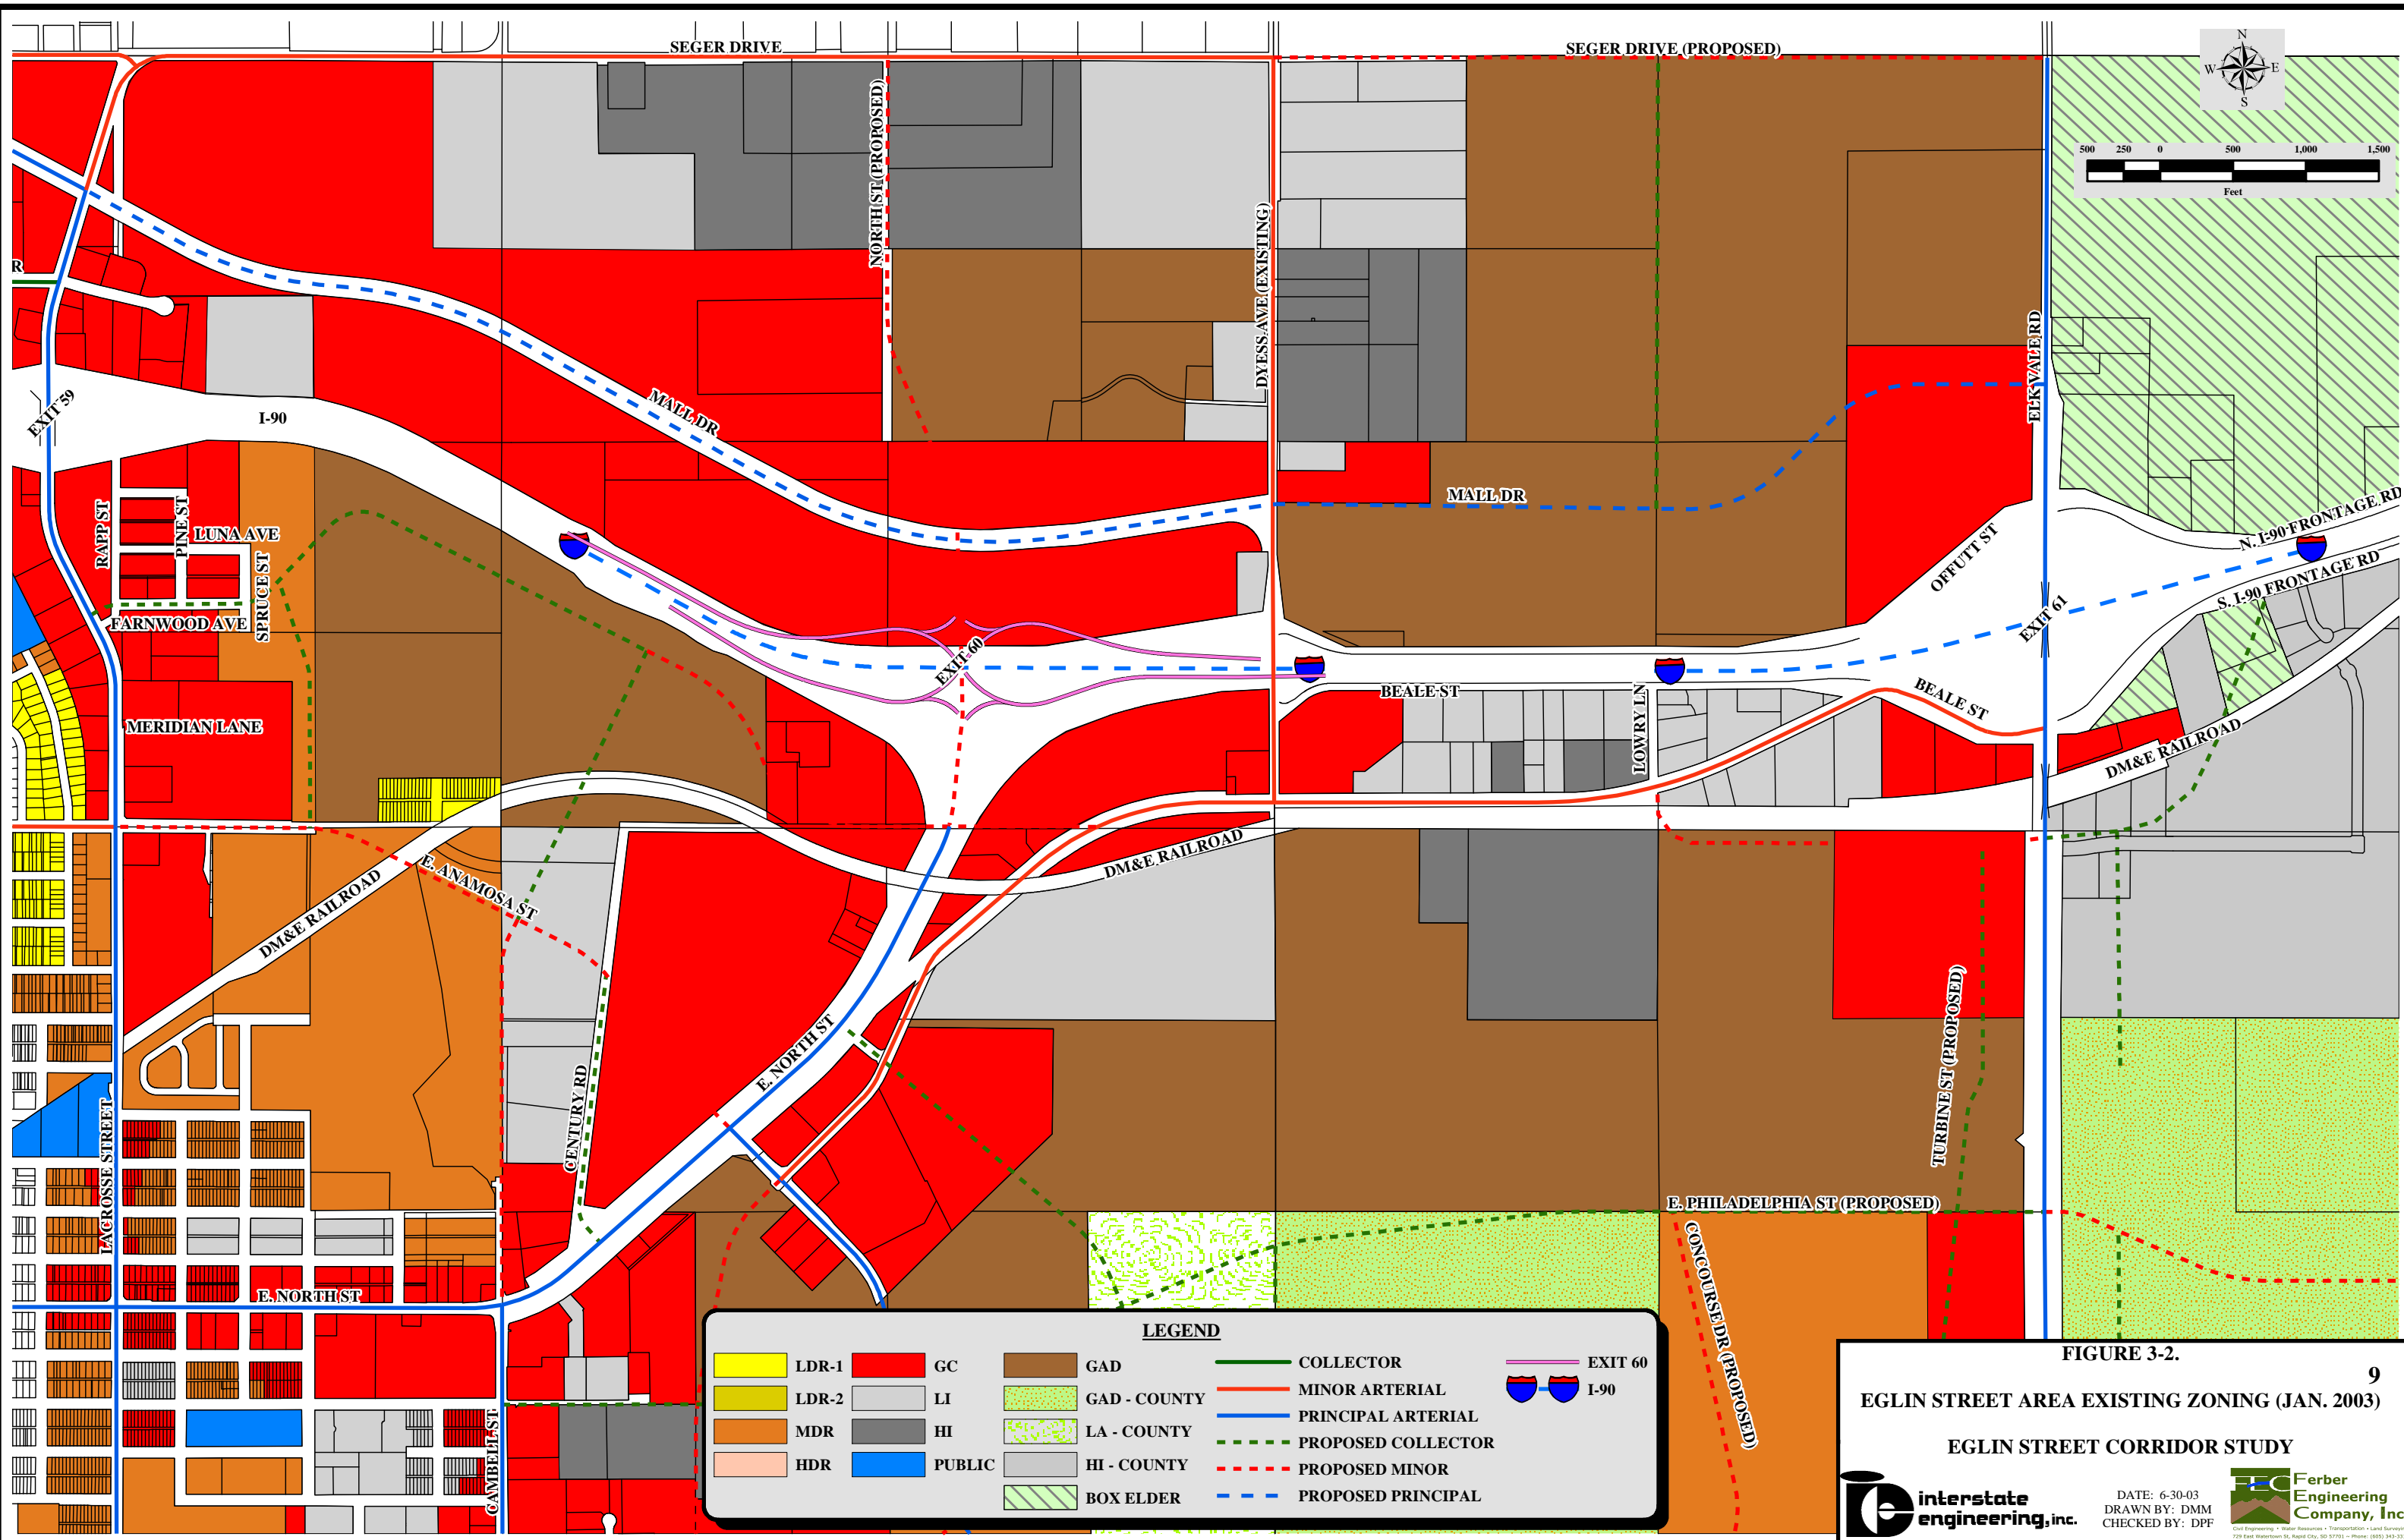 SEGER DRIVE
SEGER DRIVE (PROPOSED)
N
W E
S
500 250 0 500 1,000 1,500
Feet
NORTH ST (PROPOSED)
DYESS AVE (EXISTING)
ELK VALE RD
R
EXIT 59
I-90
MALL DR
MALL DR
RAPP ST
PINE ST
LUNA AVE
SPRUCE ST
FARNWOOD AVE
MERIDIAN LANE
OFFUTT ST
N. I-90 FRONTAGE RD
S. I-90 FRONTAGE RD
EXIT 61
EXIT 60
BEALE ST
LOWRY LN
BEALE ST
DM&E RAILROAD
DM&E RAILROAD
E. ANAMOSA ST
DM&E RAILROAD
E. NORTH ST
CENTURY RD
LACROSSE STREET
TURBINE ST (PROPOSED)
E. PHILADELPHIA ST (PROPOSED)
CONCOURSE DR (PROPOSED)
E. NORTH ST
CAMBELL ST
LEGEND
LDR-1
LDR-2
MDR
HDR
GC
LI
HI
PUBLIC
GAD
GAD - COUNTY
LA - COUNTY
HI - COUNTY
BOX ELDER
COLLECTOR
MINOR ARTERIAL
PRINCIPAL ARTERIAL
PROPOSED COLLECTOR
PROPOSED MINOR
PROPOSED PRINCIPAL
EXIT 60
I-90
FIGURE 3-2.
9
EGLIN STREET AREA EXISTING ZONING (JAN. 2003)
EGLIN STREET CORRIDOR STUDY
interstate
engineering, inc.
DATE: 6-30-03
DRAWN BY: DMM
CHECKED BY: DPF
FEC
Ferber
Engineering
Company, Inc